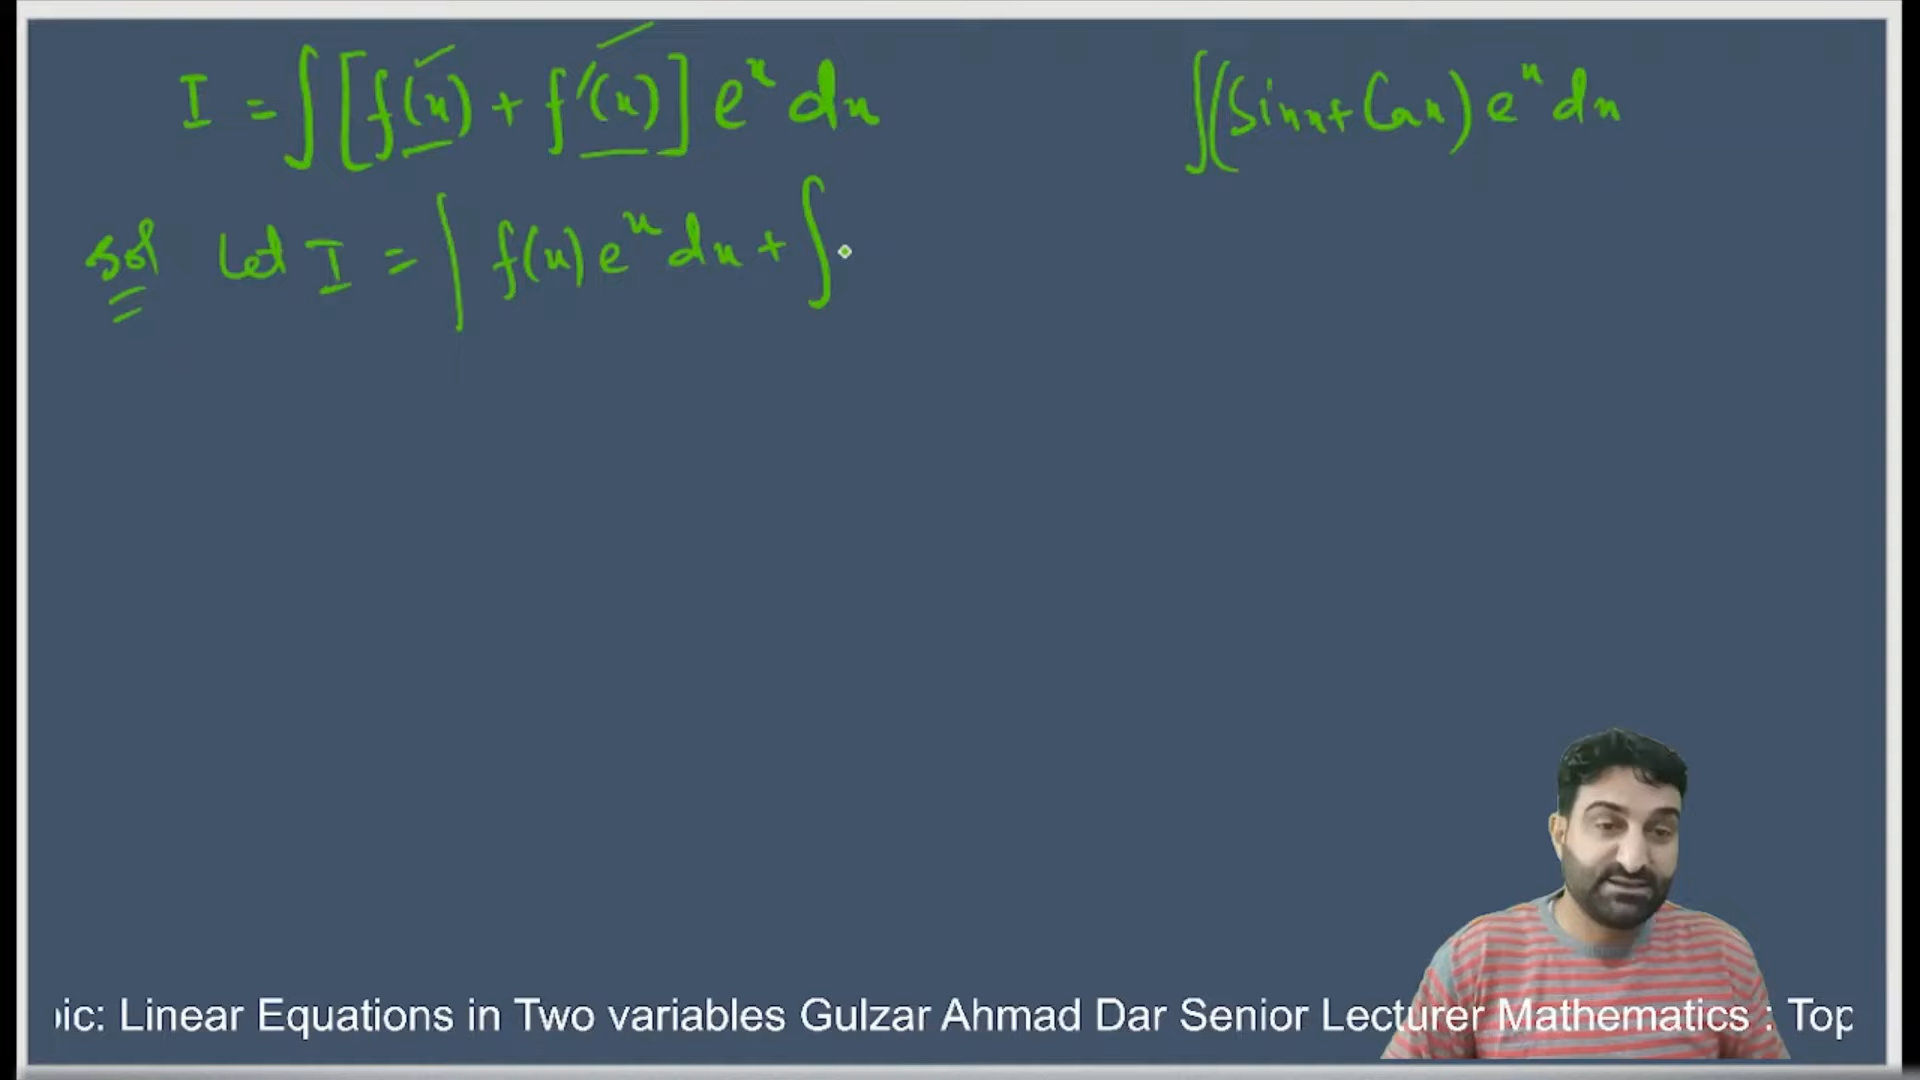 I = ∫ [f(x) + f'(x)] eˣ dx
∫(Sinx + Cosx) eˣ dx
Sol Let I = ∫ f(x) eˣ dx + ∫
pic: Linear Equations in Two variables Gulzar Ahmad Dar Senior Lecturer Mathematics : Top